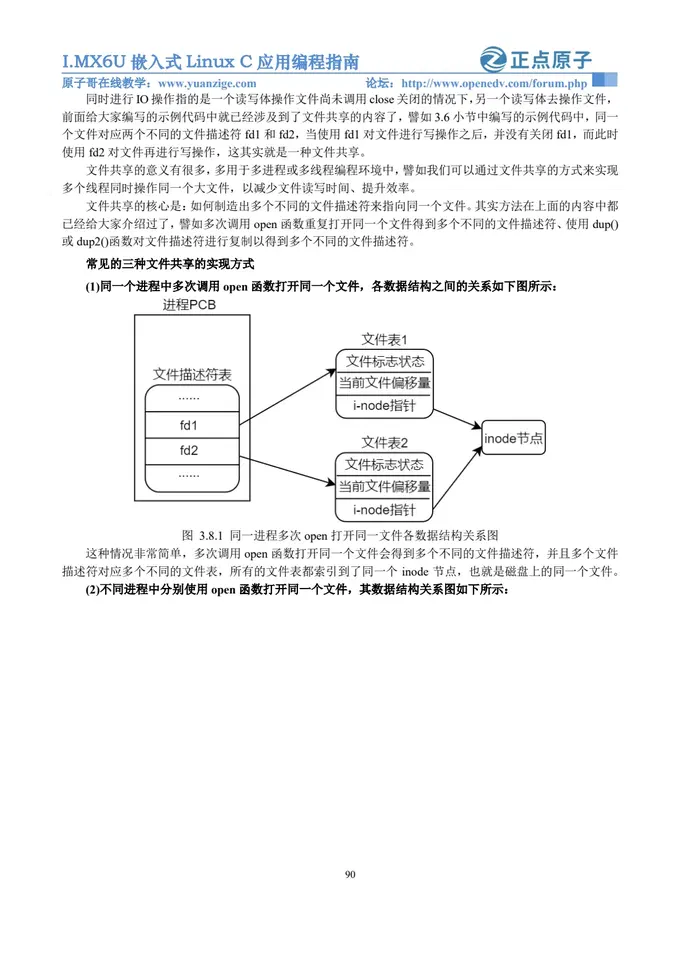 I.MX6U 嵌入式 Linux C 应用编程指南
正点原子
原子哥在线教学：www.yuanzige.com 论坛：http://www.openedv.com/forum.php
同时进行 IO 操作指的是一个读写体操作文件尚未调用 close 关闭的情况下，另一个读写体去操作文件，
前面给大家编写的示例代码中就已经涉及到了文件共享的内容了，譬如 3.6 小节中编写的示例代码中，同一
个文件对应两个不同的文件描述符 fd1 和 fd2，当使用 fd1 对文件进行写操作之后，并没有关闭 fd1，而此时
使用 fd2 对文件再进行写操作，这其实就是一种文件共享。
文件共享的意义有很多，多用于多进程或多线程编程环境中，譬如我们可以通过文件共享的方式来实现
多个线程同时操作同一个大文件，以减少文件读写时间、提升效率。
文件共享的核心是：如何制造出多个不同的文件描述符来指向同一个文件。其实方法在上面的内容中都
已经给大家介绍过了，譬如多次调用 open 函数重复打开同一个文件得到多个不同的文件描述符、使用 dup()
或 dup2()函数对文件描述符进行复制以得到多个不同的文件描述符。
常见的三种文件共享的实现方式
(1)同一个进程中多次调用 open 函数打开同一个文件，各数据结构之间的关系如下图所示：
进程PCB
文件描述符表
······
fd1
fd2
······
文件表1
文件标志状态
当前文件偏移量
i-node指针
文件表2
文件标志状态
当前文件偏移量
i-node指针
inode节点
图 3.8.1 同一进程多次 open 打开同一文件各数据结构关系图
这种情况非常简单，多次调用 open 函数打开同一个文件会得到多个不同的文件描述符，并且多个文件
描述符对应多个不同的文件表，所有的文件表都索引到了同一个 inode 节点，也就是磁盘上的同一个文件。
(2)不同进程中分别使用 open 函数打开同一个文件，其数据结构关系图如下所示：
90